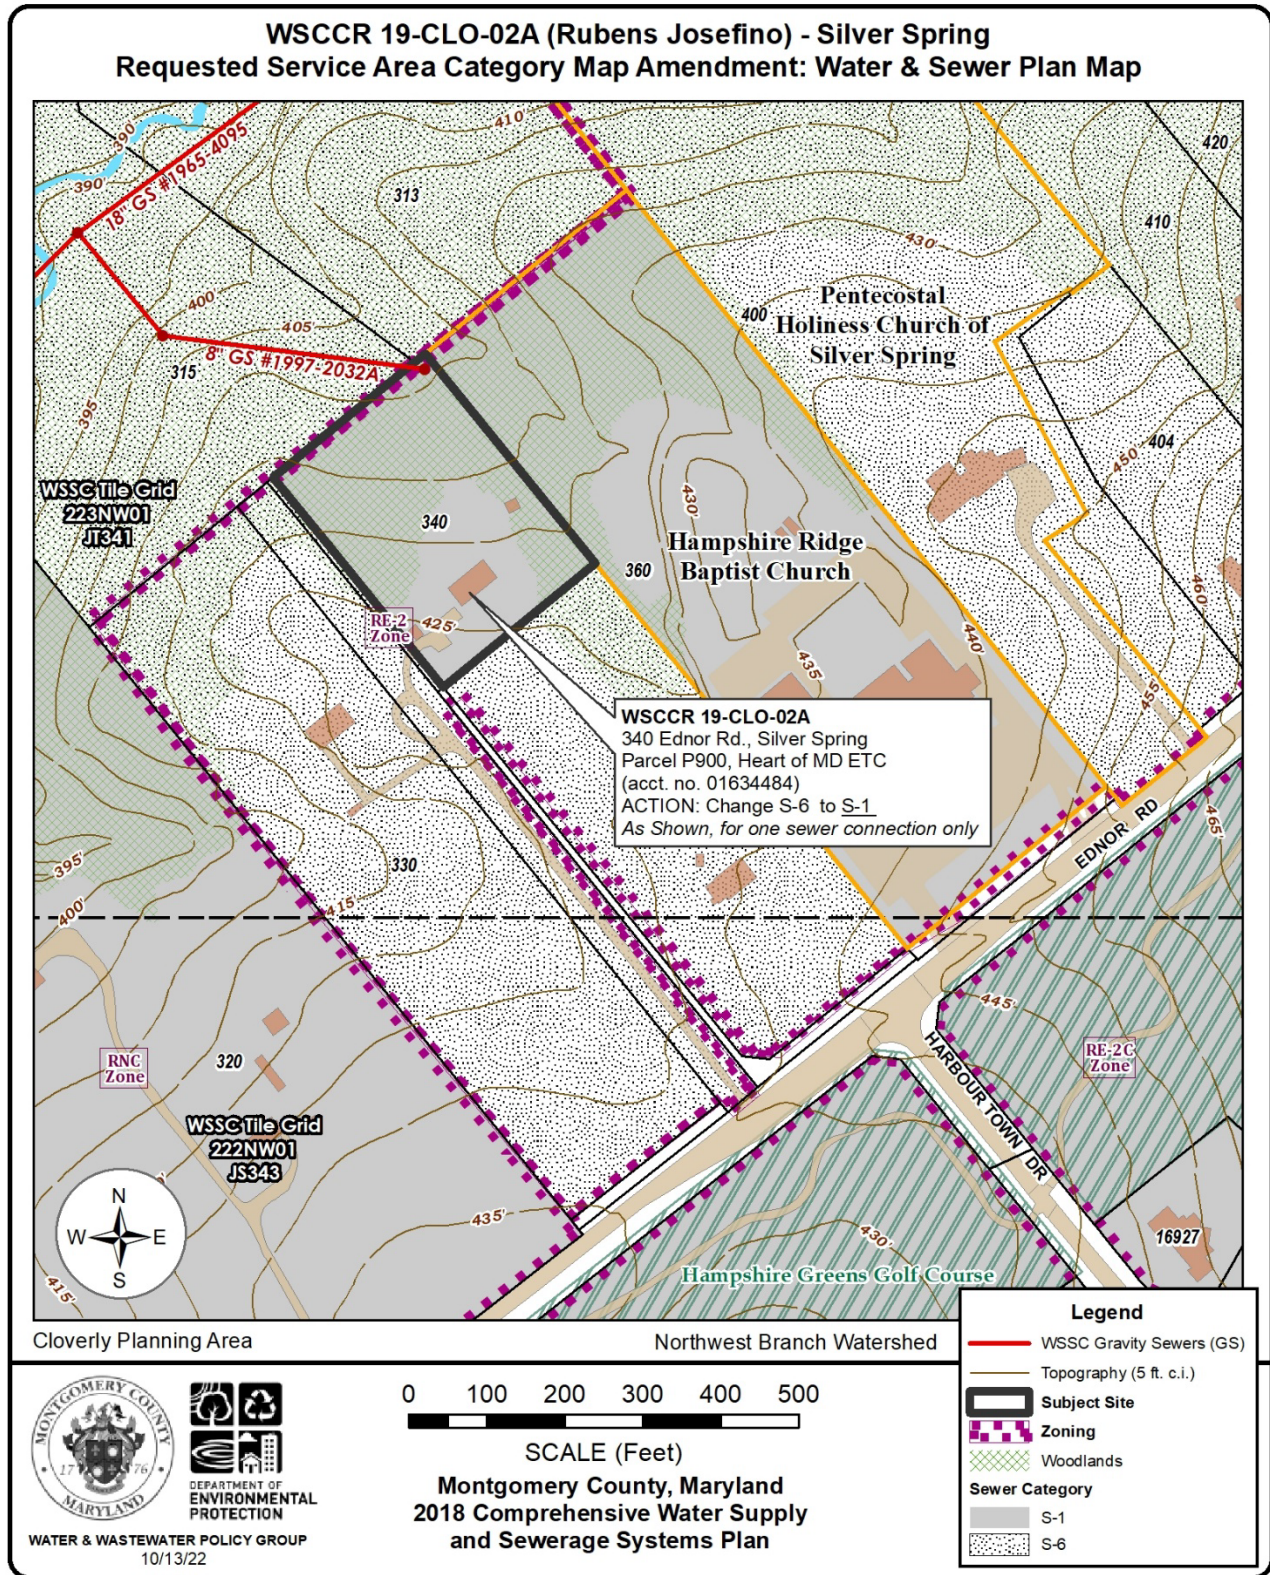 WSCCR 19-CLO-02A (Rubens Josefino) - Silver Spring
Requested Service Area Category Map Amendment: Water & Sewer Plan Map
390
390
18" GS #1965-4095
410'
313
420
410
430'
Pentecostal
Holiness Church of
Silver Spring
400
400
405
8" GS #1997-2032A
315
395
404
450
WSSC Tile Grid
223NW01
JT341
340
430'
Hampshire Ridge
Baptist Church
360
460'
RE-2
Zone
425'
435'
440'
455'
WSCCR 19-CLO-02A
340 Ednor Rd., Silver Spring
Parcel P900, Heart of MD ETC
(acct. no. 01634484)
ACTION: Change S-6 to S-1
As Shown, for one sewer connection only
EDNOR RD
465'
395'
330
400'
415'
445'
HARBOUR TOWN DR
RE-2C
Zone
RNC
Zone
320
WSSC Tile Grid
222NW01
JS343
N
W E
S
435'
430'
16927
415'
Hampshire Greens Golf Course
Cloverly Planning Area
Northwest Branch Watershed
Legend
WSSC Gravity Sewers (GS)
Topography (5 ft. c.i.)
Subject Site
Zoning
Woodlands
Sewer Category
S-1
S-6
MONTGOMERY COUNTY
17 76
MARYLAND
DEPARTMENT OF
ENVIRONMENTAL
PROTECTION
WATER & WASTEWATER POLICY GROUP
10/13/22
0 100 200 300 400 500
SCALE (Feet)
Montgomery County, Maryland
2018 Comprehensive Water Supply
and Sewerage Systems Plan